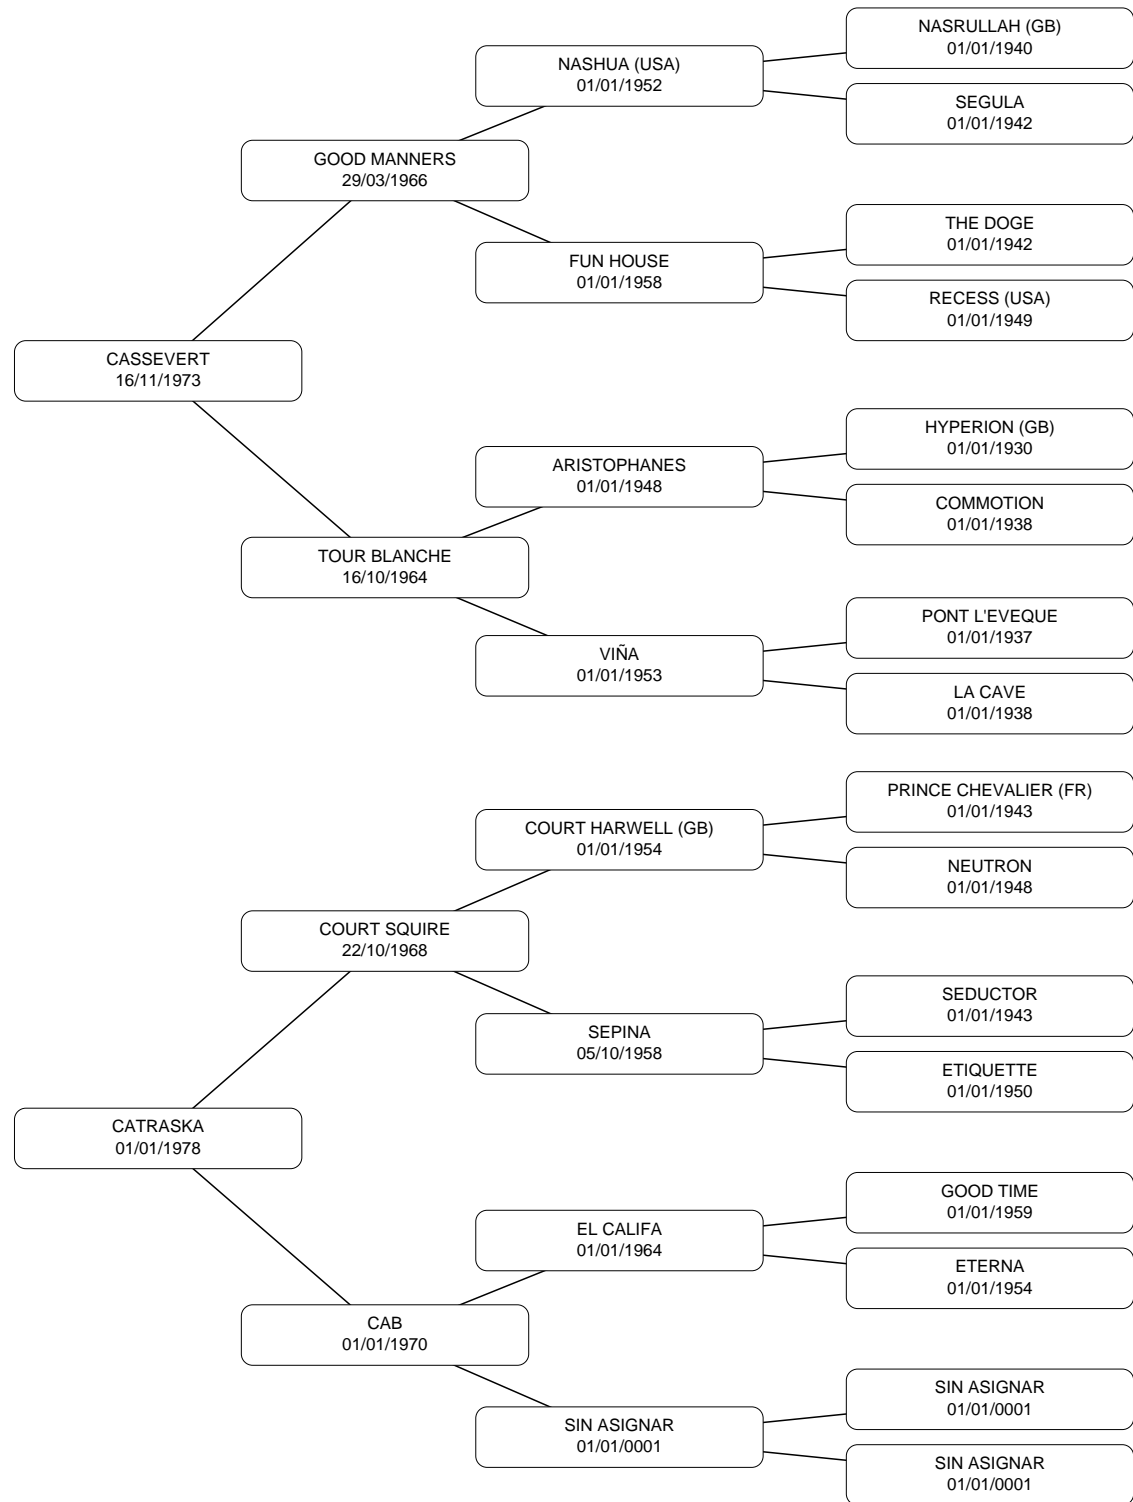 NASRULLAH (GB)
01/01/1940
NASHUA (USA)
01/01/1952
SEGULA
01/01/1942
GOOD MANNERS
29/03/1966
THE DOGE
01/01/1942
FUN HOUSE
01/01/1958
RECESS (USA)
01/01/1949
CASSEVERT
16/11/1973
HYPERION (GB)
01/01/1930
ARISTOPHANES
01/01/1948
COMMOTION
01/01/1938
TOUR BLANCHE
16/10/1964
PONT L'EVEQUE
01/01/1937
VIÑA
01/01/1953
LA CAVE
01/01/1938
PRINCE CHEVALIER (FR)
01/01/1943
COURT HARWELL (GB)
01/01/1954
NEUTRON
01/01/1948
COURT SQUIRE
22/10/1968
SEDUCTOR
01/01/1943
SEPINA
05/10/1958
ETIQUETTE
01/01/1950
CATRASKA
01/01/1978
GOOD TIME
01/01/1959
EL CALIFA
01/01/1964
ETERNA
01/01/1954
CAB
01/01/1970
SIN ASIGNAR
01/01/0001
SIN ASIGNAR
01/01/0001
SIN ASIGNAR
01/01/0001